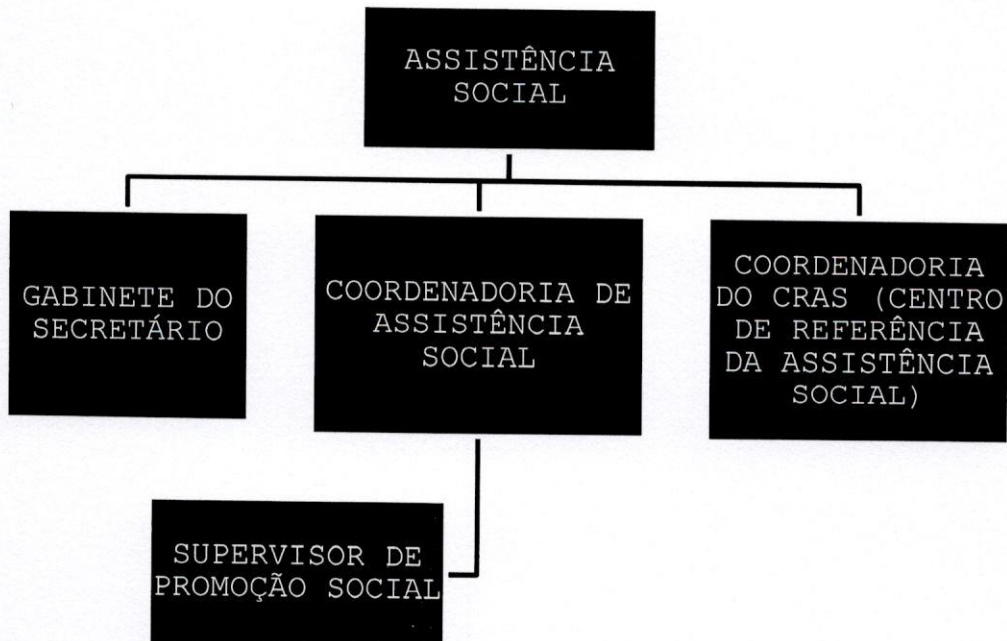 ASSISTÊNCIA
SOCIAL
GABINETE DO
SECRETÁRIO
COORDENADORIA DE
ASSISTÊNCIA
SOCIAL
COORDENADORIA
DO CRAS (CENTRO
DE REFERÊNCIA
DA ASSISTÊNCIA
SOCIAL)
SUPERVISOR DE
PROMOÇÃO SOCIAL